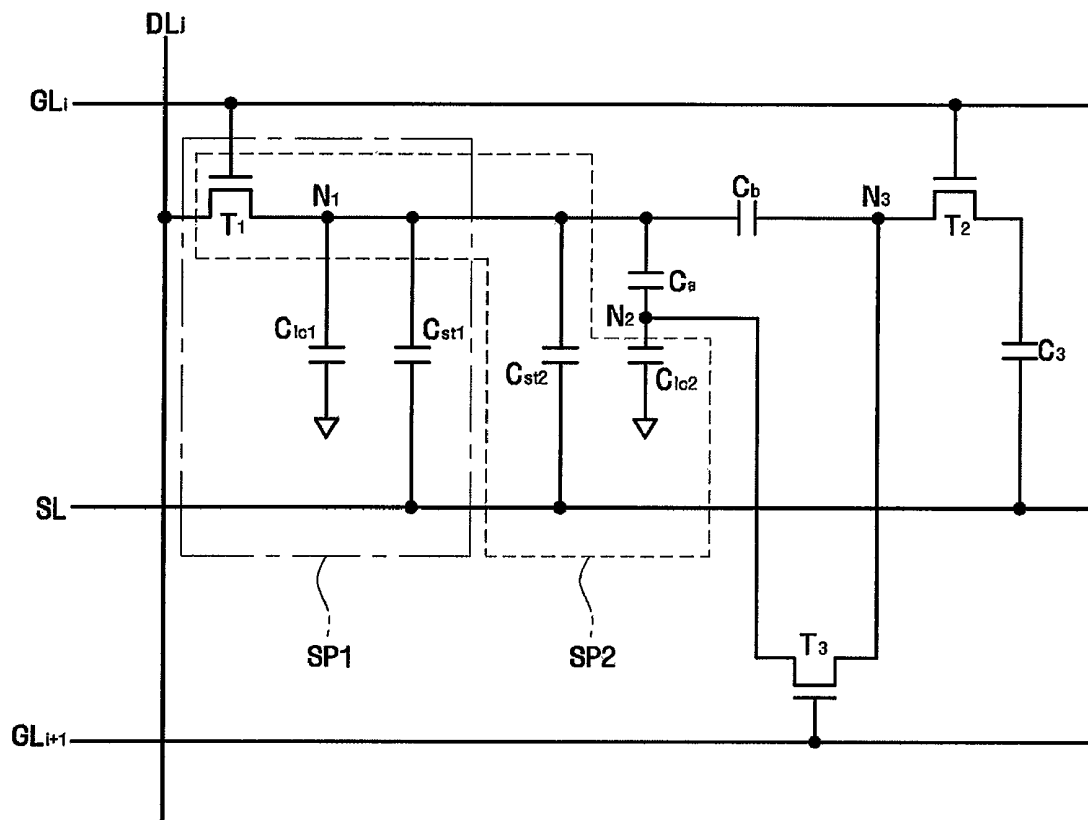 DLj
GLi
T1
N1
Cb
N3
T2
Ca
N2
Clc1
Cst1
Cst2
Clc2
C3
SL
SP1
SP2
T3
GLi+1